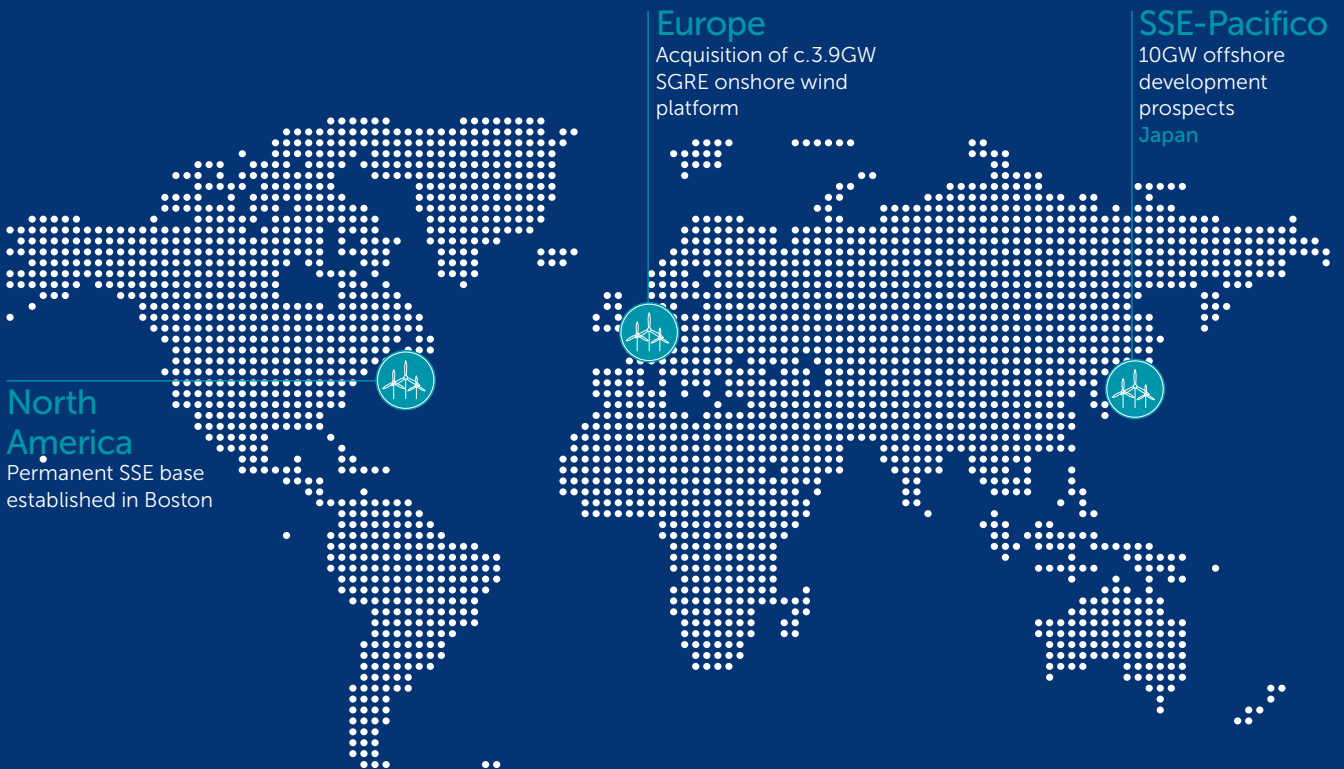 Europe
Acquisition of c.3.9GW
SGRE onshore wind
platform
SSE-Pacifico
10GW offshore
development
prospects
Japan
North
America
Permanent SSE base
established in Boston